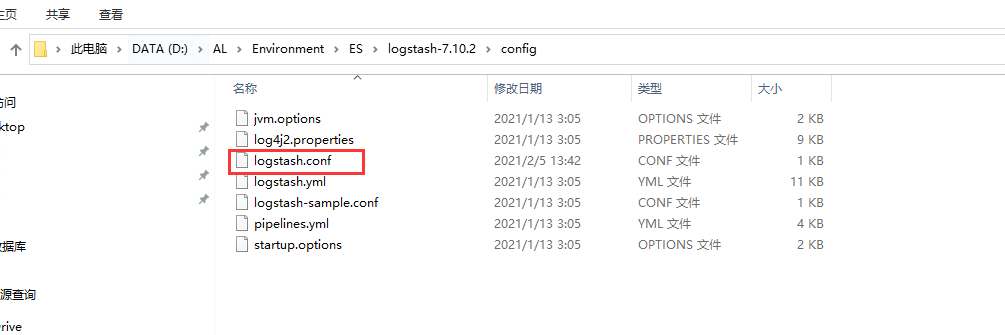 主页 共享 查看
此电脑 > DATA (D:) > AL > Environment > ES > logstash-7.10.2 > config
名称 修改日期 类型 大小
访问
ktop
jvm.options 2021/1/13 3:05 OPTIONS 文件 2 KB
log4j2.properties 2021/1/13 3:05 PROPERTIES 文件 9 KB
logstash.conf 2021/2/5 13:42 CONF 文件 1 KB
logstash.yml 2021/1/13 3:05 YML 文件 11 KB
logstash-sample.conf 2021/1/13 3:05 CONF 文件 1 KB
pipelines.yml 2021/1/13 3:05 YML 文件 4 KB
startup.options 2021/1/13 3:05 OPTIONS 文件 2 KB
数据库
源查询
Drive